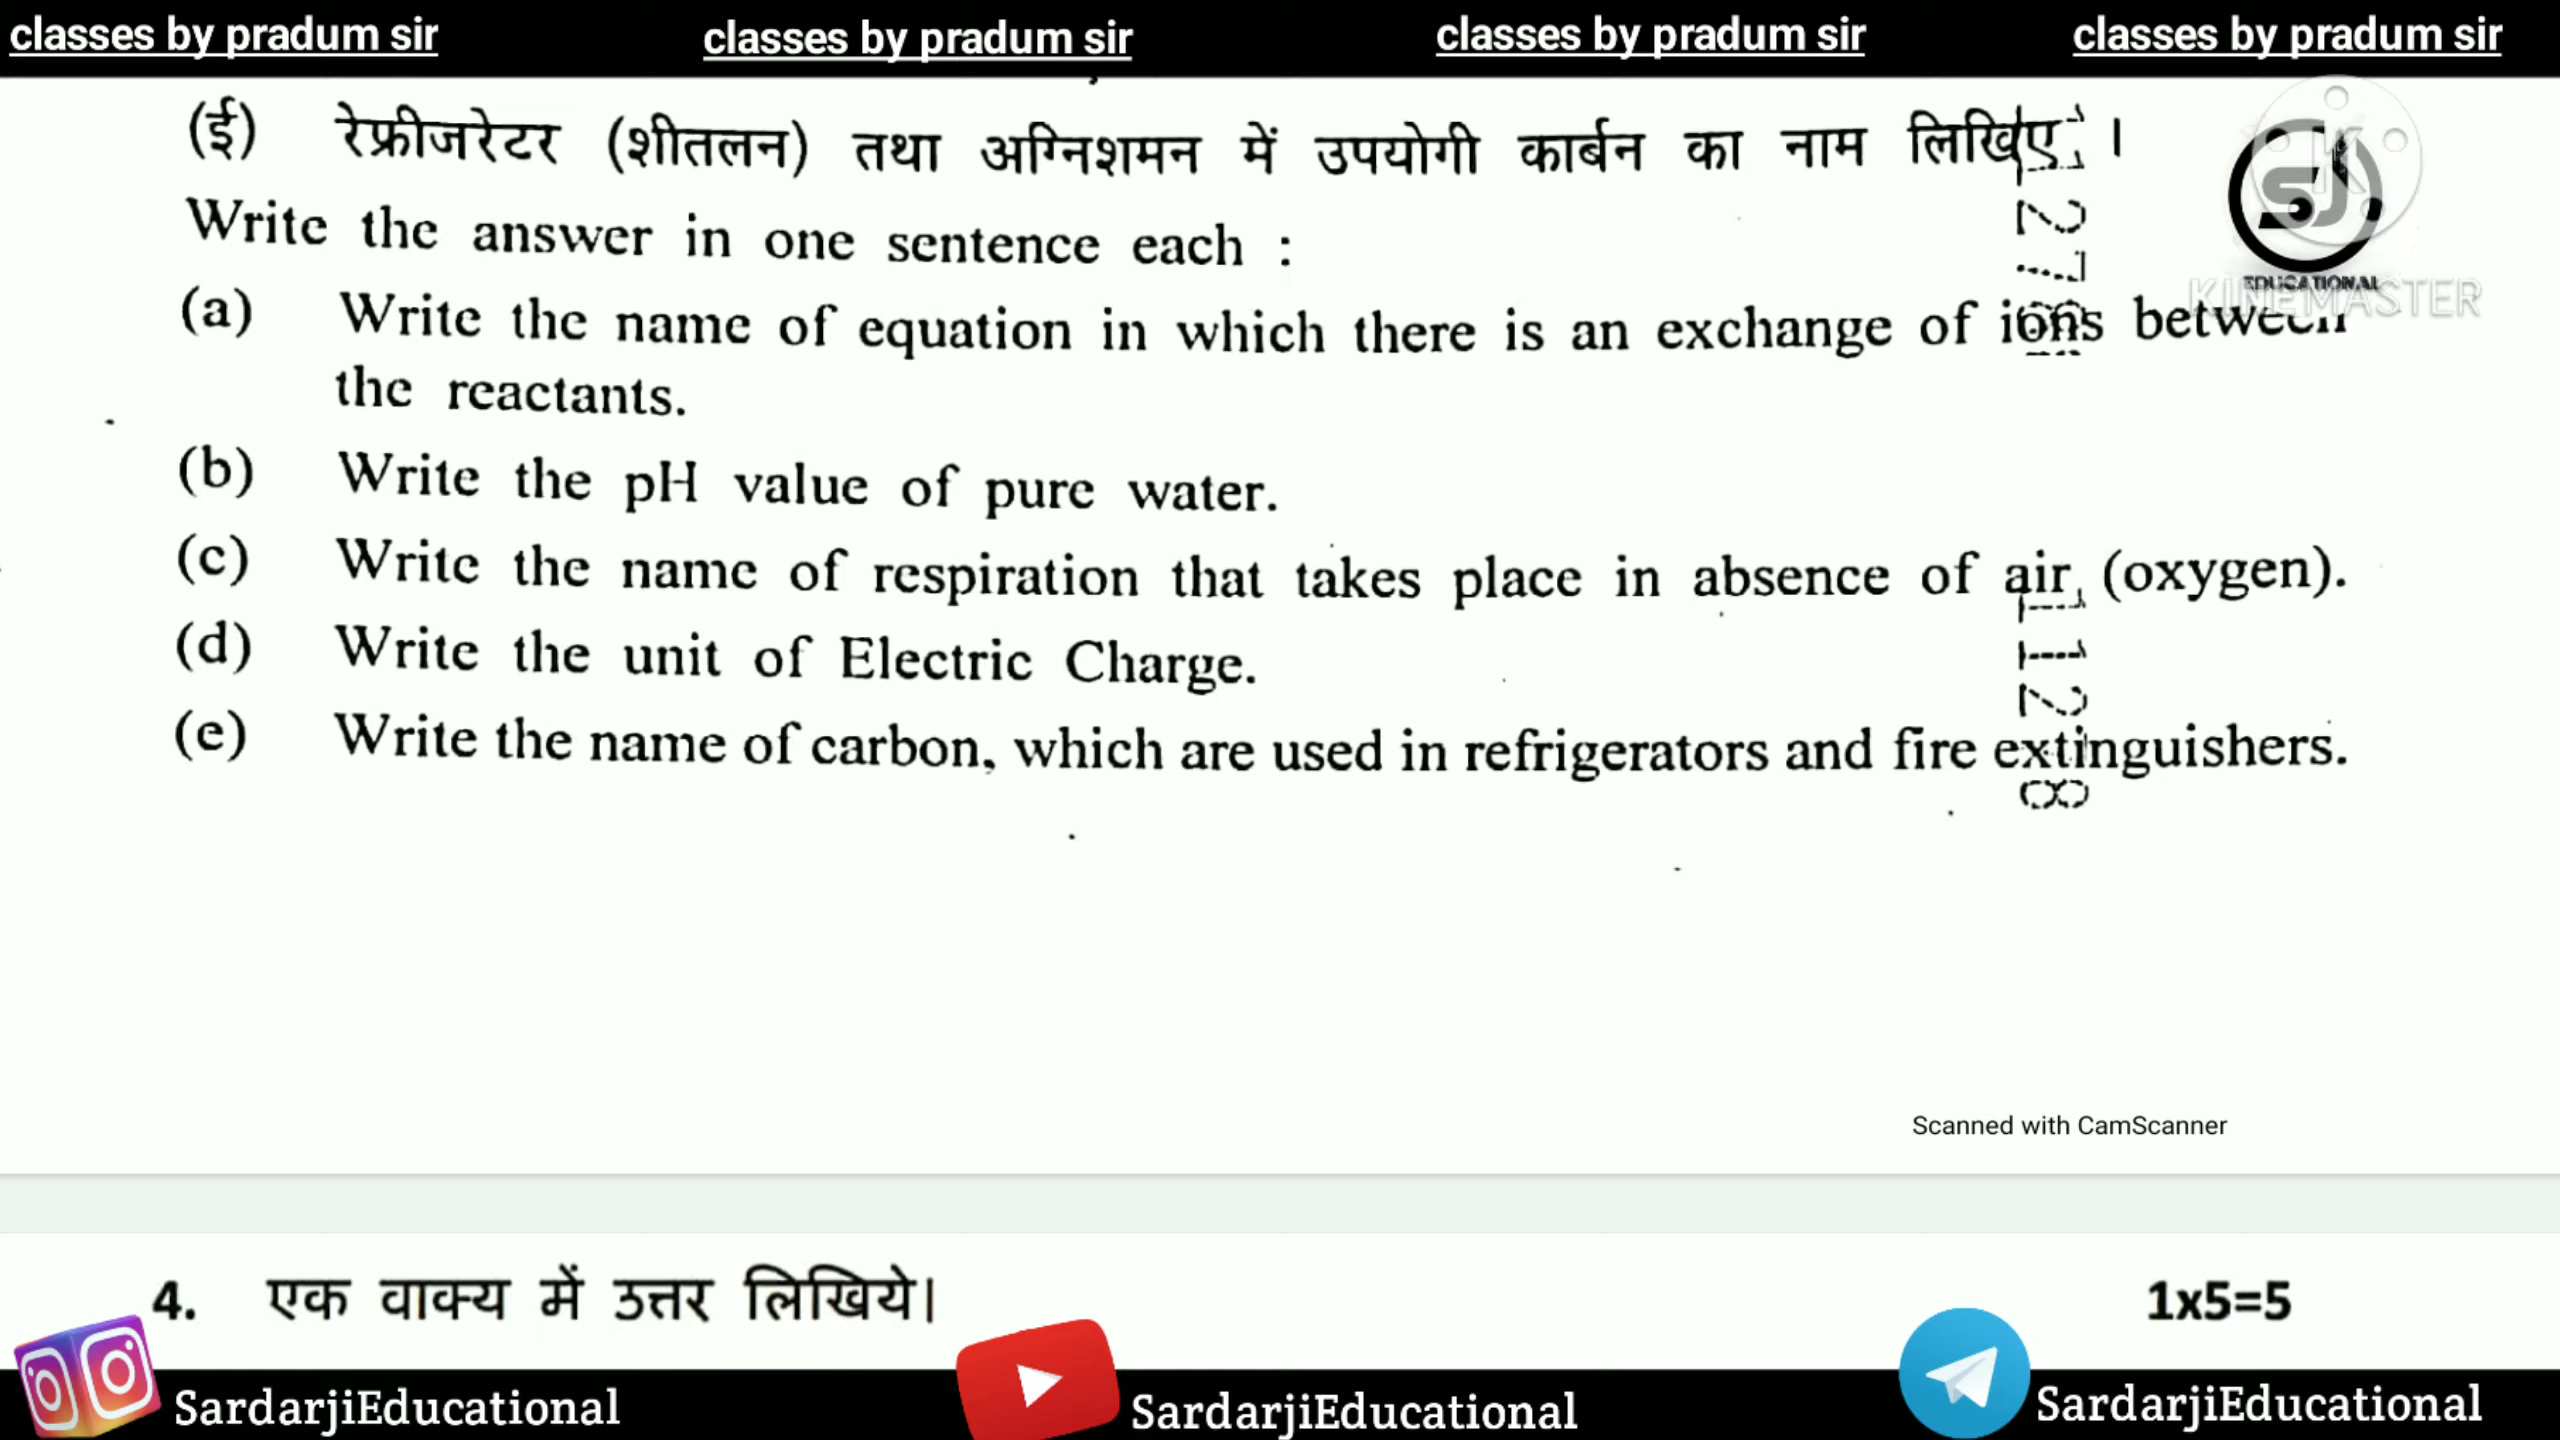 classes by pradum sir classes by pradum sir classes by pradum sir classes by pradum sir
(ई) रेफ्रीजरेटर (शीतलन) तथा अग्निशमन में उपयोगी कार्बन का नाम लिखिए ।
Write the answer in one sentence each :
(a) Write the name of equation in which there is an exchange of ions between
EDUCATIONAL
KINEMASTER
the reactants.
(b) Write the pH value of pure water.
(c) Write the name of respiration that takes place in absence of air (oxygen).
(d) Write the unit of Electric Charge.
(e) Write the name of carbon, which are used in refrigerators and fire extinguishers.
Scanned with CamScanner
4. एक वाक्य में उत्तर लिखिये। 1x5=5
SardarjiEducational SardarjiEducational SardarjiEducational